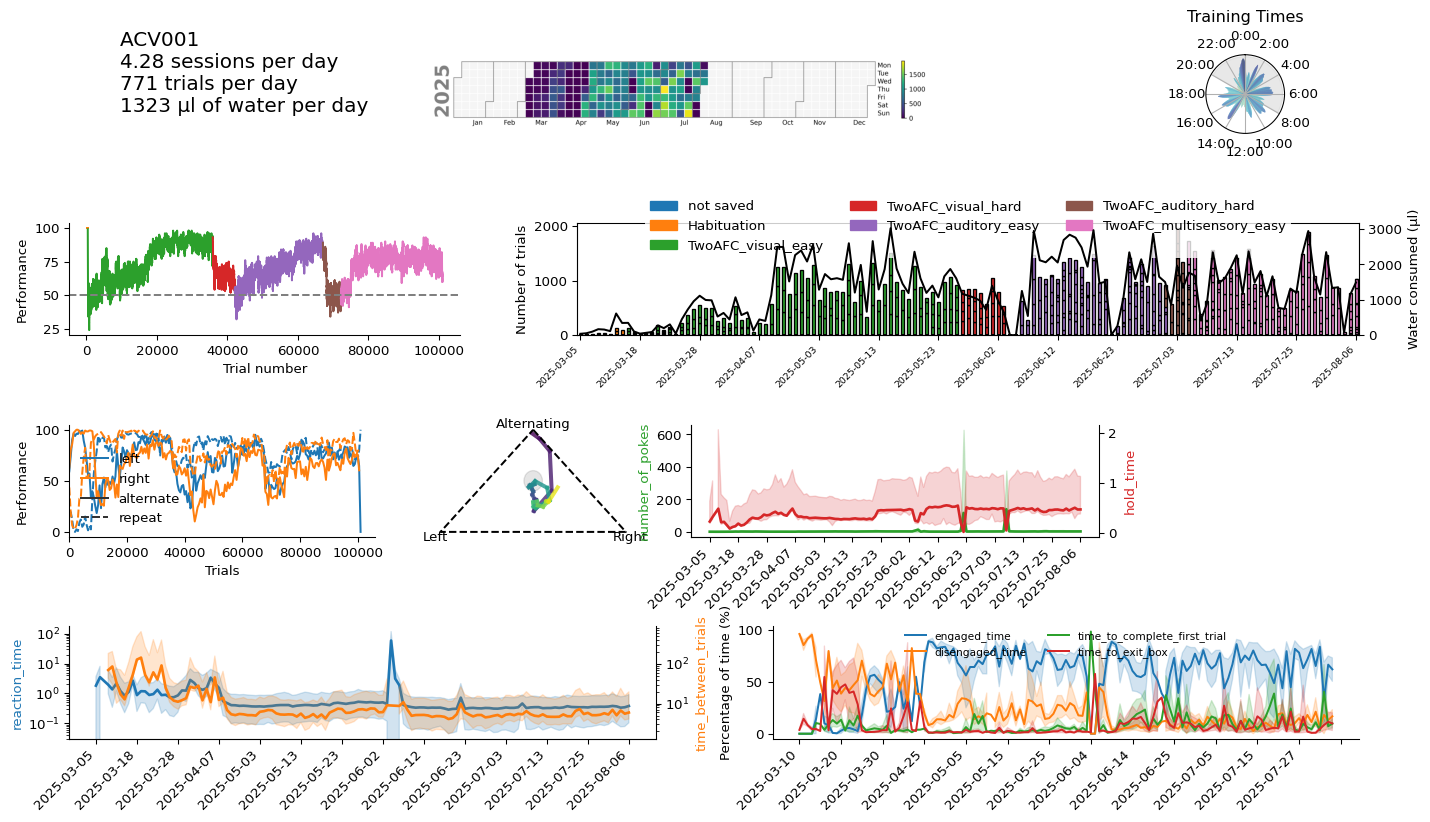 ACV001
4.28 sessions per day
771 trials per day
1323 µl of water per day
2025
Mon
Tue
Wed
Thu
Fri
Sat
Sun
Jan Feb Mar Apr May Jun Jul Aug Sep Oct Nov Dec
1500
1000
500
0
Training Times
0:00
2:00
4:00
6:00
8:00
10:00
12:00
14:00
16:00
18:00
20:00
22:00
Performance
100
75
50
25
0 20000 40000 60000 80000 100000
Trial number
not saved
Habituation
TwoAFC_visual_easy
TwoAFC_visual_hard
TwoAFC_auditory_easy
TwoAFC_auditory_hard
TwoAFC_multisensory_easy
Number of trials
2000
1000
0
Water consumed (µl)
3000
2000
1000
0
2025-03-05 2025-03-18 2025-03-28 2025-04-07 2025-05-03 2025-05-13 2025-05-23 2025-06-02 2025-06-12 2025-06-23 2025-07-03 2025-07-13 2025-07-25 2025-08-06
Performance
100
50
0
left
right
alternate
repeat
0 20000 40000 60000 80000 100000
Trials
Alternating
Left
Right
number_of_pokes
600
400
200
0
hold_time
2
1
0
2025-03-05 2025-03-18 2025-03-28 2025-04-07 2025-05-03 2025-05-13 2025-05-23 2025-06-02 2025-06-12 2025-06-23 2025-07-03 2025-07-13 2025-07-25 2025-08-06
reaction_time
10²
10¹
10⁰
10⁻¹
time_between_trials
10²
10¹
2025-03-05 2025-03-18 2025-03-28 2025-04-07 2025-05-03 2025-05-13 2025-05-23 2025-06-02 2025-06-12 2025-06-23 2025-07-03 2025-07-13 2025-07-25 2025-08-06
Percentage of time (%)
100
50
0
engaged_time
disengaged_time
time_to_complete_first_trial
time_to_exit_box
2025-03-10 2025-03-20 2025-03-30 2025-04-25 2025-05-05 2025-05-15 2025-05-25 2025-06-04 2025-06-14 2025-06-25 2025-07-05 2025-07-15 2025-07-27